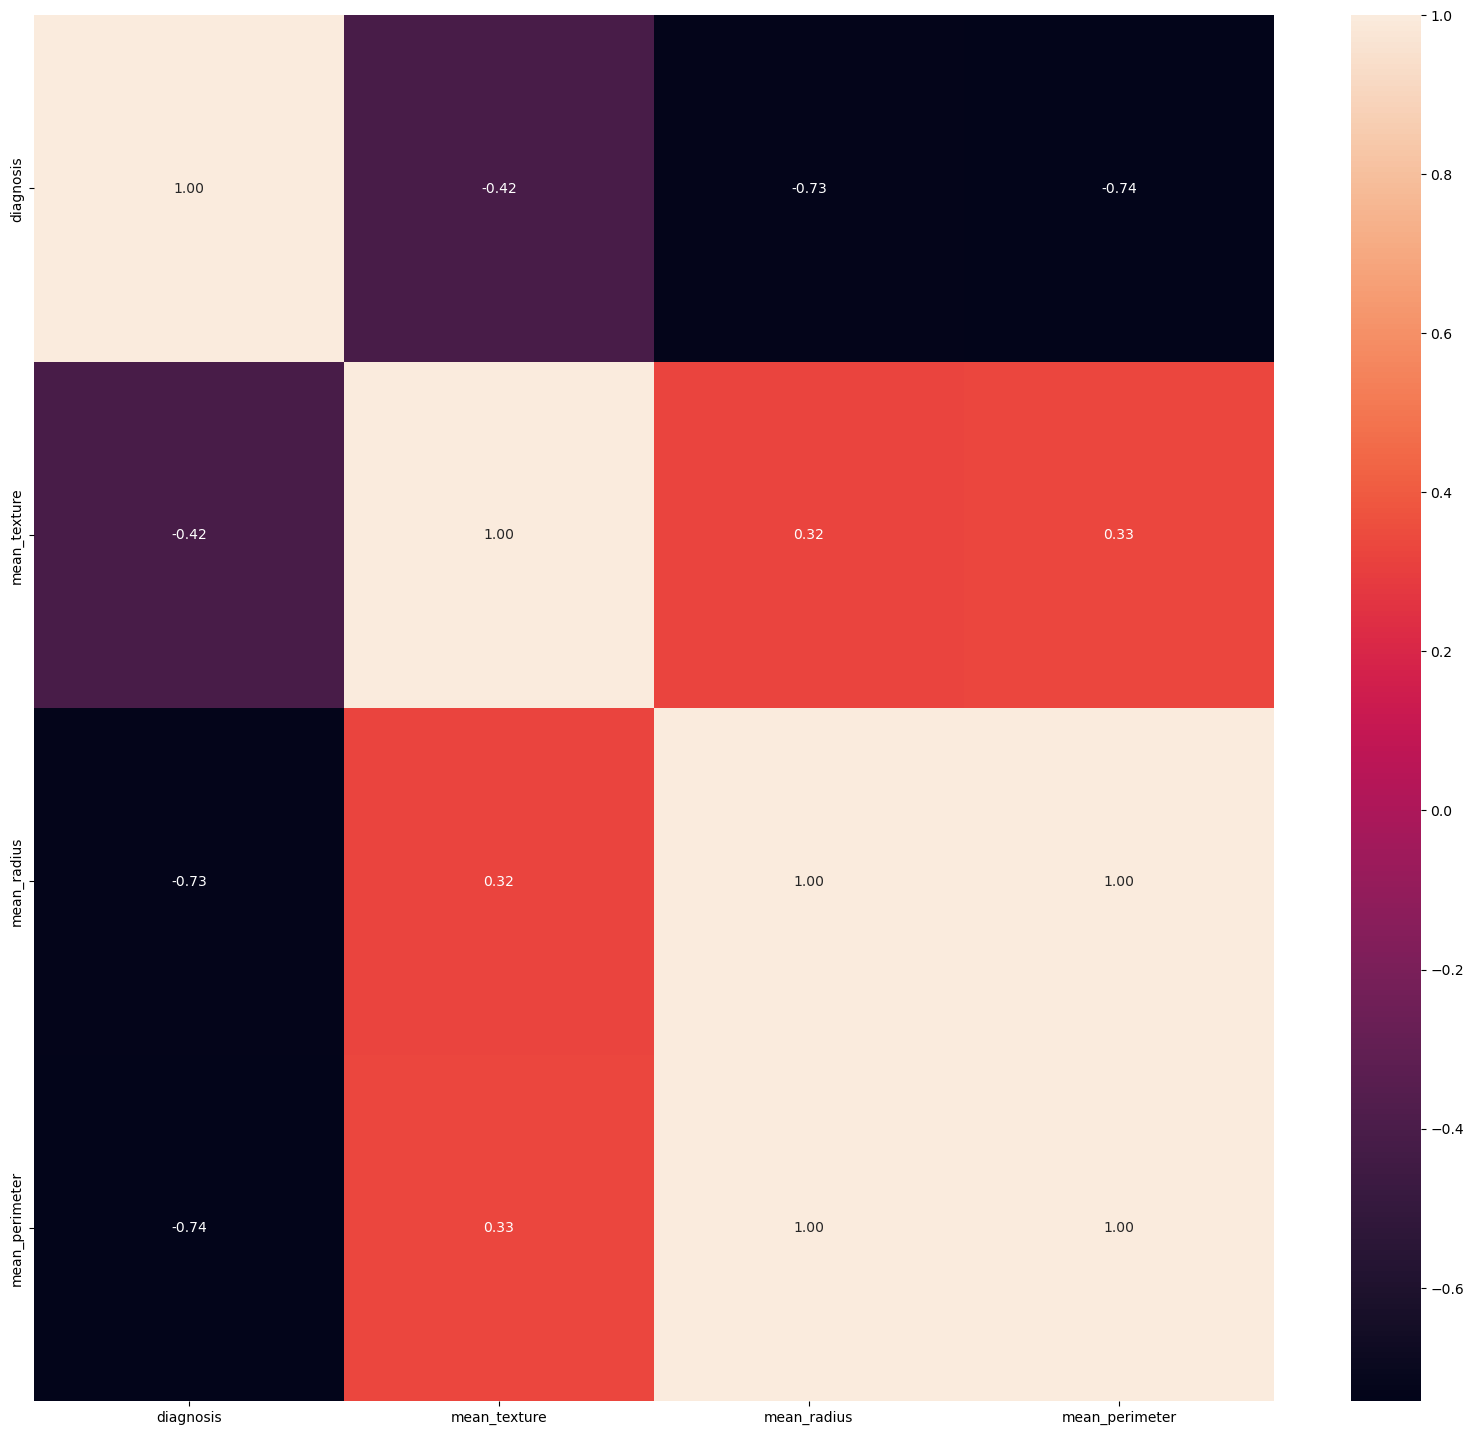 diagnosis
1.00 -0.42 -0.73 -0.74
mean_texture
-0.42 1.00 0.32 0.33
mean_radius
-0.73 0.32 1.00 1.00
mean_perimeter
-0.74 0.33 1.00 1.00
diagnosis mean_texture mean_radius mean_perimeter
1.0
0.8
0.6
0.4
0.2
0.0
−0.2
−0.4
−0.6